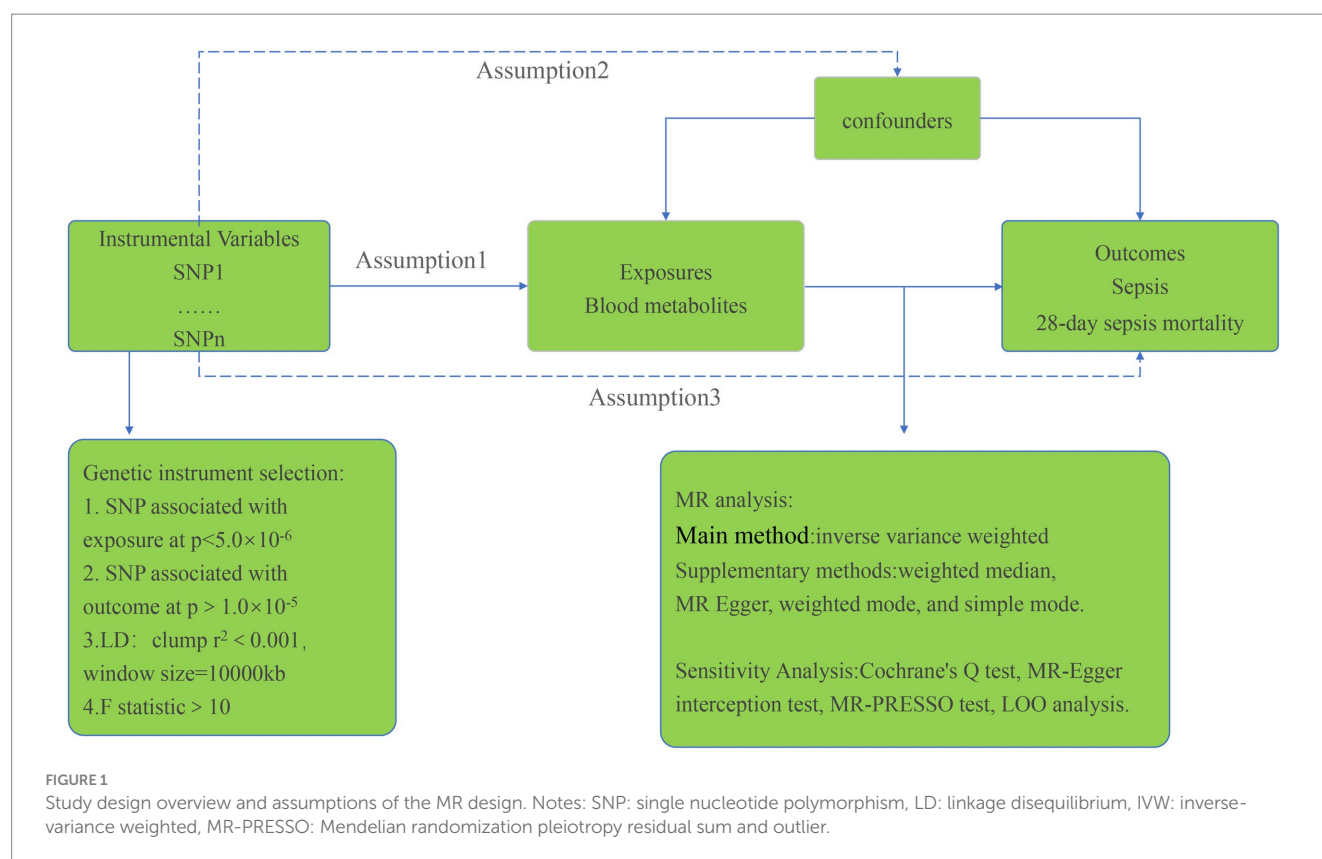 Assumption2
confounders
Instrumental Variables
SNP1
……
SNPn
Assumption1
Exposures
Blood metabolites
Outcomes
Sepsis
28-day sepsis mortality
Assumption3
Genetic instrument selection:
1. SNP associated with
exposure at p<5.0×10⁻⁶
2. SNP associated with
outcome at p > 1.0×10⁻⁵
3.LD： clump r² < 0.001,
window size=10000kb
4.F statistic > 10
MR analysis:
Main method:inverse variance weighted
Supplementary methods:weighted median,
MR Egger, weighted mode, and simple mode.
Sensitivity Analysis:Cochrane's Q test, MR-Egger
interception test, MR-PRESSO test, LOO analysis.
FIGURE 1
Study design overview and assumptions of the MR design. Notes: SNP: single nucleotide polymorphism, LD: linkage disequilibrium, IVW: inverse-
variance weighted, MR-PRESSO: Mendelian randomization pleiotropy residual sum and outlier.